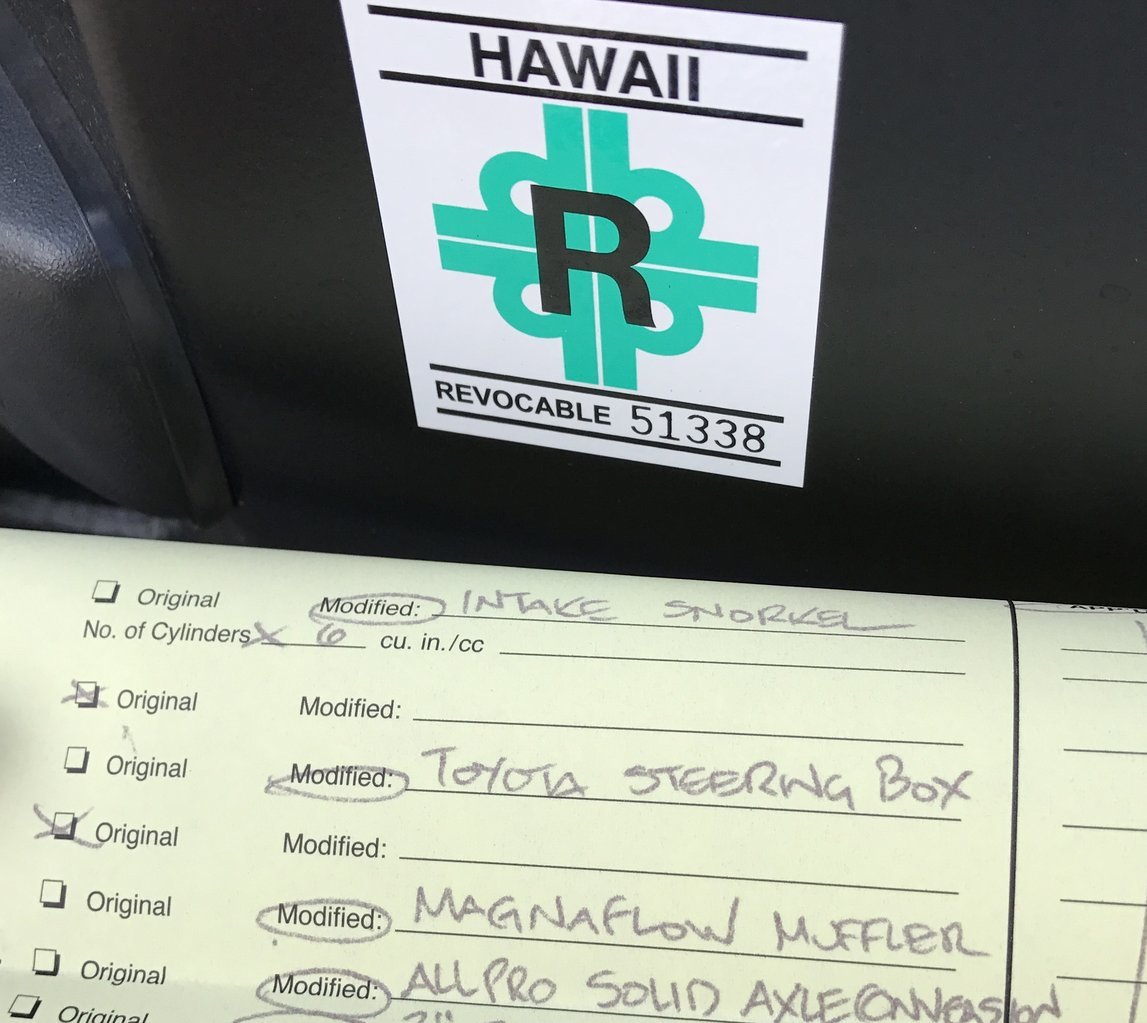 HAWAII
R
REVOCABLE 51338
Original Modified: INTAKE SNORKEL
No. of Cylinders X 6 cu. in./cc
Original Modified:
Original Modified: TOYOTA STEERING BOX
Original Modified:
Original Modified: MAGNAFLOW MUFFLER
Original Modified: ALLPRO SOLID AXLE CONVERSION
Original 2"